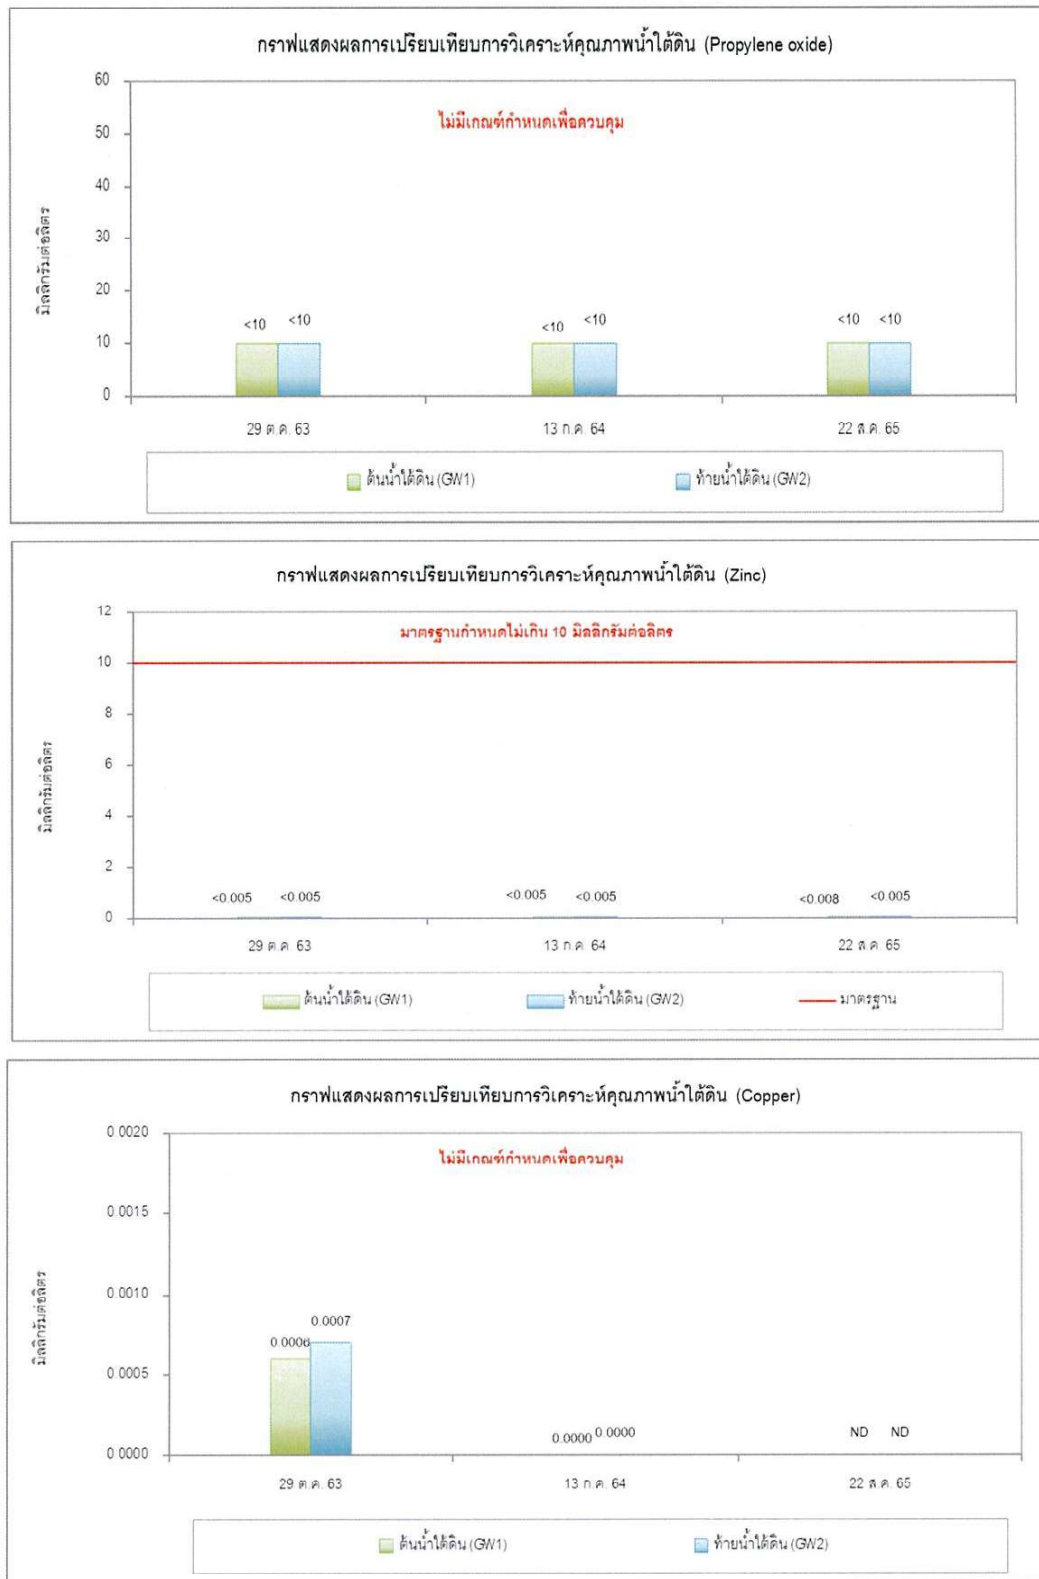 กราฟแสดงผลการเปรียบเทียบการวิเคราะห์คุณภาพน้ำใต้ดิน (Propylene oxide)
60
ไม่มีเกณฑ์กำหนดเพื่อควบคุม
50
40
มิลลิกรัมต่อลิตร
30
20
<10 <10 <10 <10 <10 <10
10
0
29 ต.ค. 63 13 ก.ค. 64 22 ส.ค. 65
ต้นน้ำใต้ดิน (GW1) ท้ายน้ำใต้ดิน (GW2)
กราฟแสดงผลการเปรียบเทียบการวิเคราะห์คุณภาพน้ำใต้ดิน (Zinc)
12
มาตรฐานกำหนดไม่เกิน 10 มิลลิกรัมต่อลิตร
10
8
มิลลิกรัมต่อลิตร
6
4
2
<0.005 <0.005 <0.005 <0.005 <0.008 <0.005
0
29 ต.ค. 63 13 ก.ค. 64 22 ส.ค. 65
ต้นน้ำใต้ดิน (GW1) ท้ายน้ำใต้ดิน (GW2) มาตรฐาน
กราฟแสดงผลการเปรียบเทียบการวิเคราะห์คุณภาพน้ำใต้ดิน (Copper)
0.0020
ไม่มีเกณฑ์กำหนดเพื่อควบคุม
0.0015
มิลลิกรัมต่อลิตร
0.0010
0.0006 0.0007
0.0005
0.0000 0.0000 ND ND
0.0000
29 ต.ค. 63 13 ก.ค. 64 22 ส.ค. 65
ต้นน้ำใต้ดิน (GW1) ท้ายน้ำใต้ดิน (GW2)